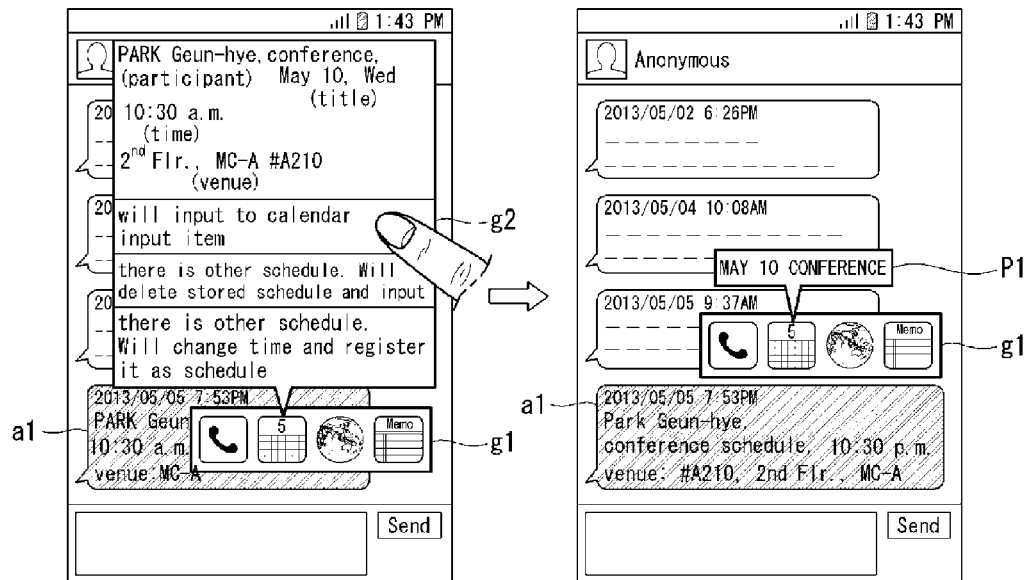 1:43 PM
PARK Geun-hye, conference,
(participant) May 10, Wed
(title)
10:30 a.m.
(time)
2nd Flr., MC-A #A210
(venue)
will input to calendar
input item
there is other schedule. Will
delete stored schedule and input
there is other schedule.
Will change time and register
it as schedule
g2
20
20
20
2013/05/05 7:53PM
PARK Geun
10:30 a.m.
venue:MC-A
5
Memo
a1
g1
Send
1:43 PM
Anonymous
2013/05/02 6:26PM
2013/05/04 10:08AM
MAY 10 CONFERENCE
P1
2013/05/05 9:37AM
5
Memo
g1
a1
2013/05/05 7:53PM
Park Geun-hye,
conference schedule, 10:30 p.m.
venue: #A210, 2nd Flr., MC-A
Send